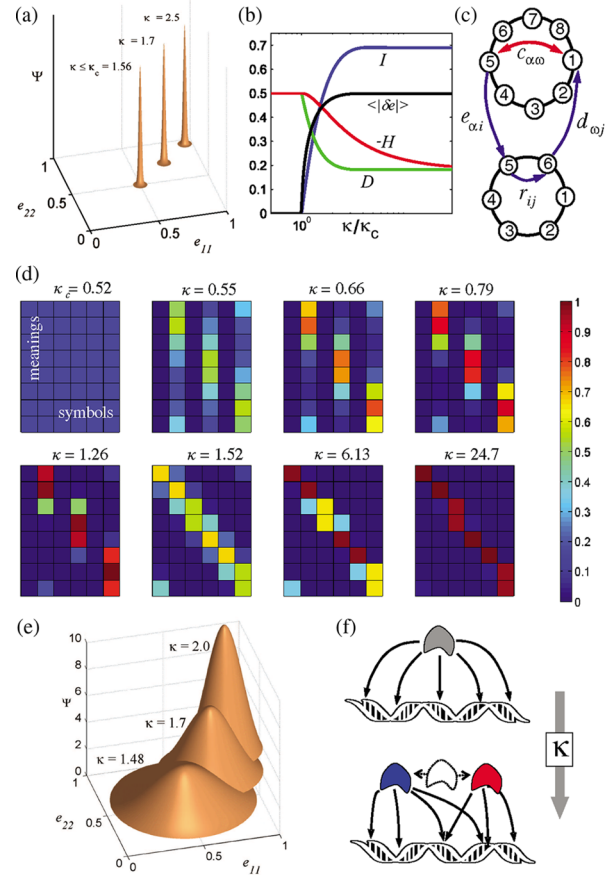 (a)
κ = 2.5
κ = 1.7
κ ≤ κc = 1.56
Ψ
1
0.5
0
e22
0
0.5
1
e11
(b)
0.7
0.6
0.5
0.4
0.3
0.2
0.1
0
I
<|δe|>
-H
D
10^0
κ/κc
(c)
7
6
8
5
1
4
2
3
cαω
eαi
dωj
5
6
4
1
3
2
rij
(d)
κc = 0.52
κ = 0.55
κ = 0.66
κ = 0.79
meanings
symbols
κ = 1.26
κ = 1.52
κ = 6.13
κ = 24.7
1
0.9
0.8
0.7
0.6
0.5
0.4
0.3
0.2
0.1
0
(e)
10
8
6
4
2
0
Ψ
κ = 2.0
κ = 1.7
κ = 1.48
1
0.5
0
e22
0
0.5
1
e11
(f)
κ